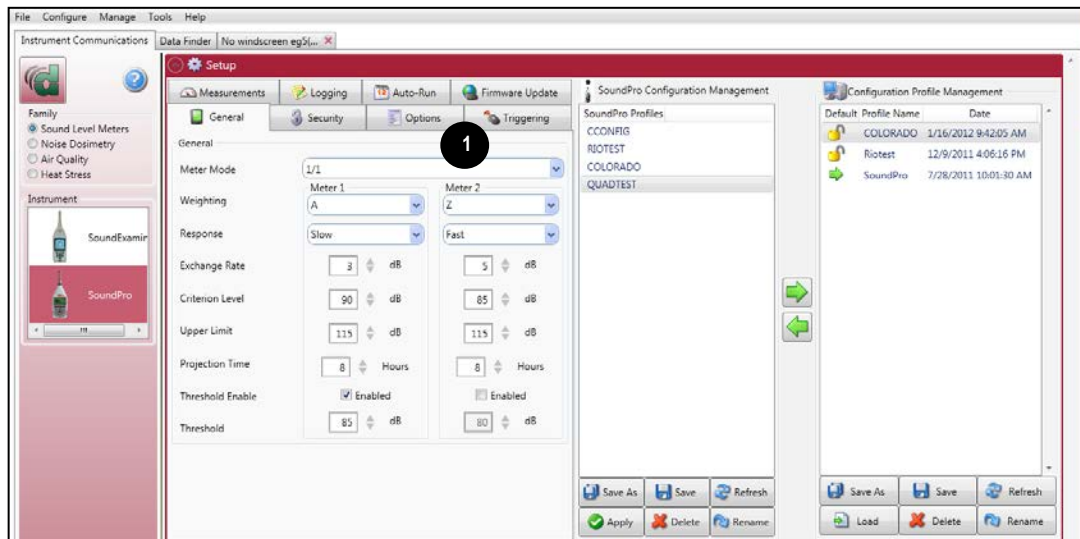 File Configure Manage Tools Help
Instrument Communications Data Finder No windscreen eg5(...
Setup
Family
Sound Level Meters
Noise Dosimetry
Air Quality
Heat Stress
Instrument
SoundExamir
SoundPro
Measurements Logging Auto-Run Firmware Update
General Security Options Triggering
1
General
Meter Mode 1/1
Meter 1 Meter 2
Weighting A Z
Response Slow Fast
Exchange Rate 3 dB 5 dB
Criterion Level 90 dB 85 dB
Upper Limit 115 dB 115 dB
Projection Time 8 Hours 8 Hours
Threshold Enable Enabled Enabled
Threshold 85 dB 80 dB
SoundPro Configuration Management
SoundPro Profiles
CCONFIG
RIOTEST
COLORADO
QUADTEST
Save As Save Refresh
Apply Delete Rename
Configuration Profile Management
Default Profile Name Date
COLORADO 1/16/2012 9:42:05 AM
Riotest 12/9/2011 4:06:16 PM
SoundPro 7/28/2011 10:01:30 AM
Save As Save Refresh
Load Delete Rename